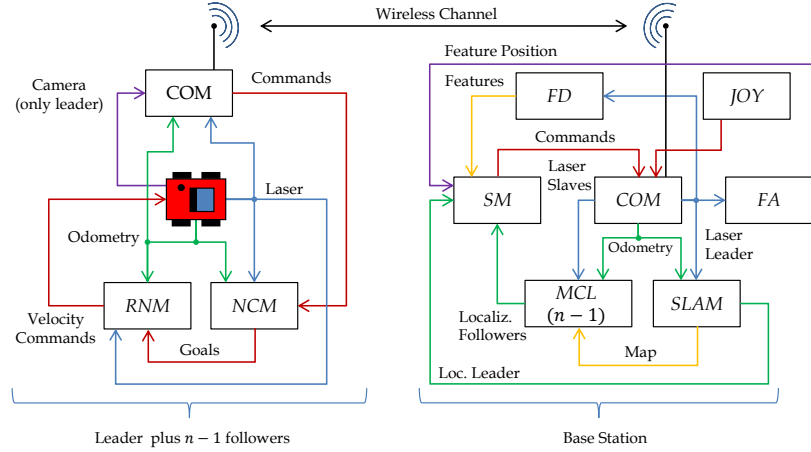 Wireless Channel
Feature Position
Camera
(only leader)
COM
Commands
Features
FD
JOY
Commands
Laser
Laser
Slaves
SM
COM
FA
Odometry
Odometry
Laser
Leader
RNM
NCM
MCL
(n − 1)
SLAM
Velocity
Commands
Goals
Localiz.
Followers
Map
Loc. Leader
Leader plus n − 1 followers
Base Station